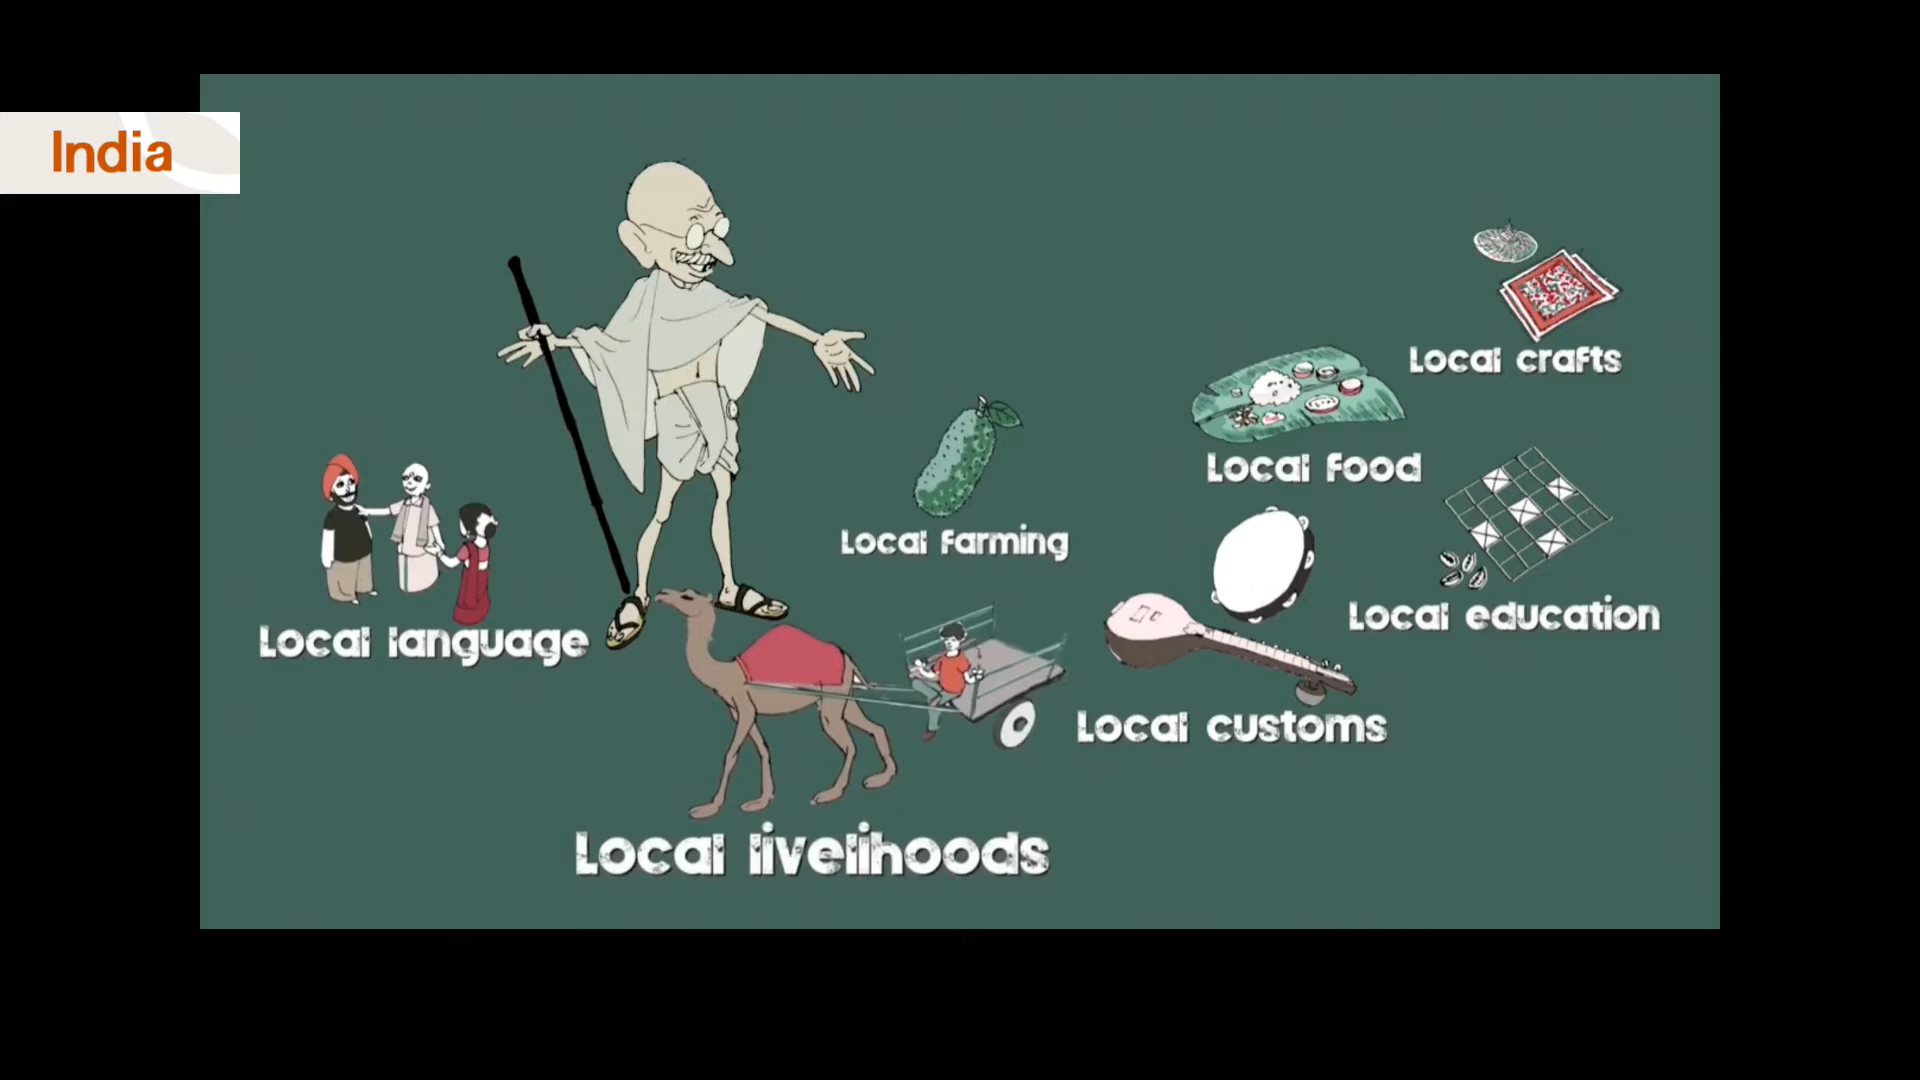 India
Local crafts
Local food
Local farming
Local education
Local language
Local customs
Local livelihoods